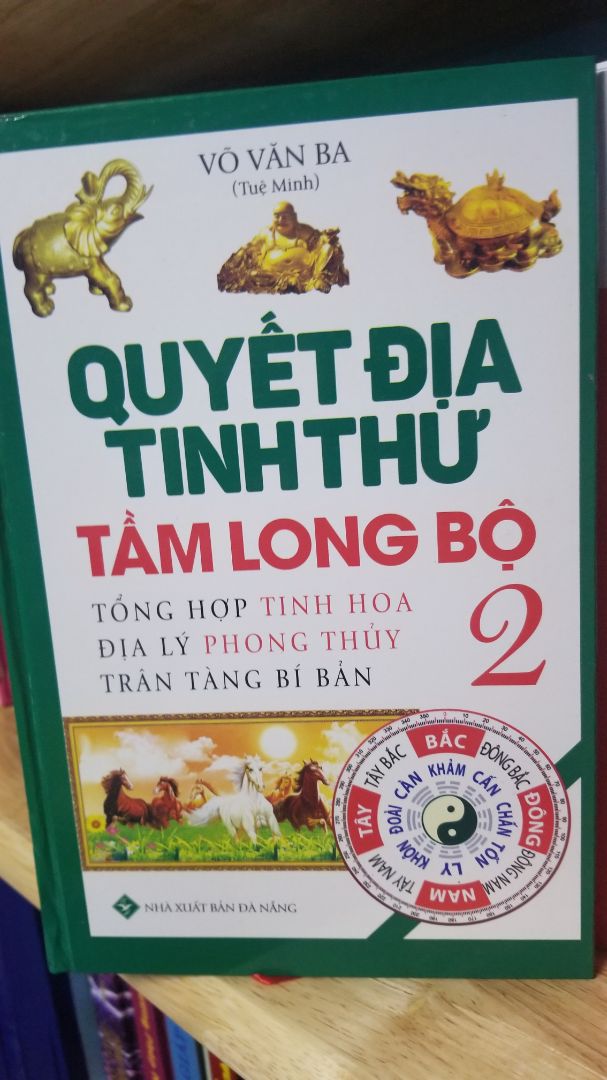 VÕ VĂN BA
(Tuệ Minh)
QUYẾT ĐỊA
TINH THƯ
TẦM LONG BỘ
2
TỔNG HỢP TINH HOA
ĐỊA LÝ PHONG THỦY
TRÂN TÀNG BÍ BẢN
BẮC
ĐÔNG BẮC
ĐÔNG
ĐÔNG NAM
NAM
TÂY NAM
TÂY
TÂY BẮC
KHẢM
CẤN
CHẤN
TỐN
LY
KHÔN
ĐOÀI
CÀN
NHÀ XUẤT BẢN ĐÀ NẴNG